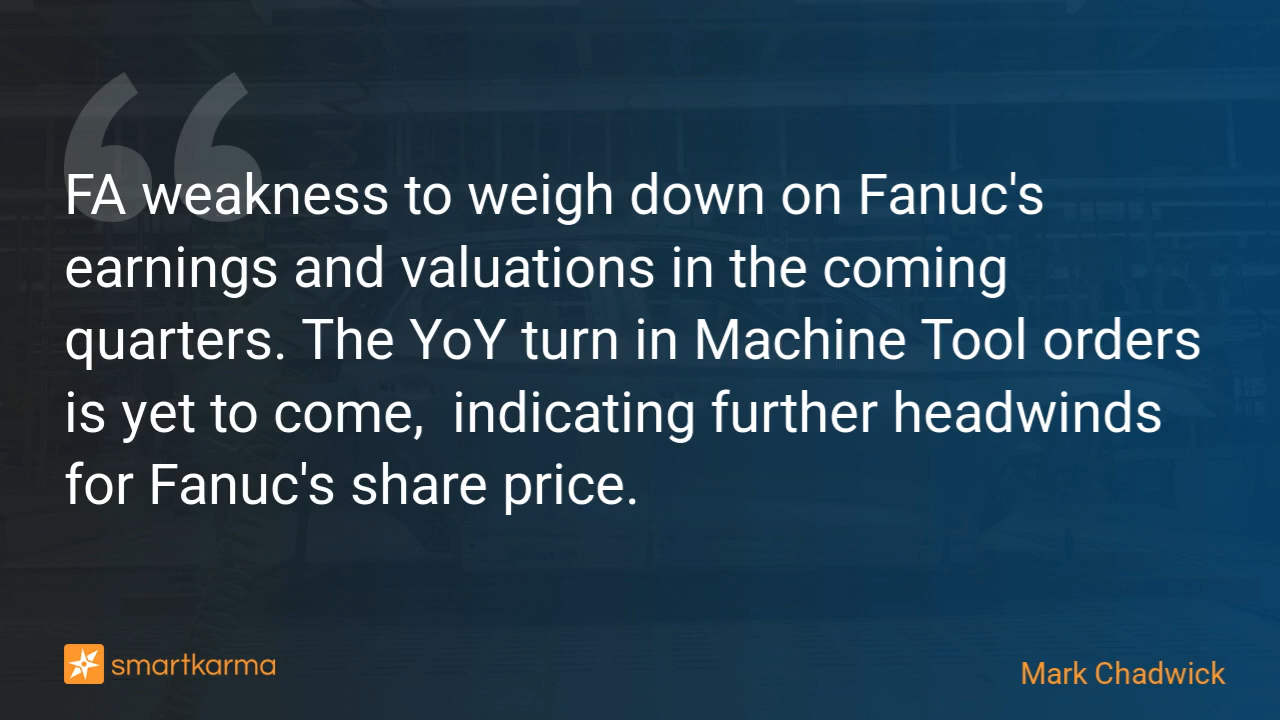 FA weakness to weigh down on Fanuc's
earnings and valuations in the coming
quarters. The YoY turn in Machine Tool orders
is yet to come,  indicating further headwinds
for Fanuc's share price.
smartkarma
Mark Chadwick